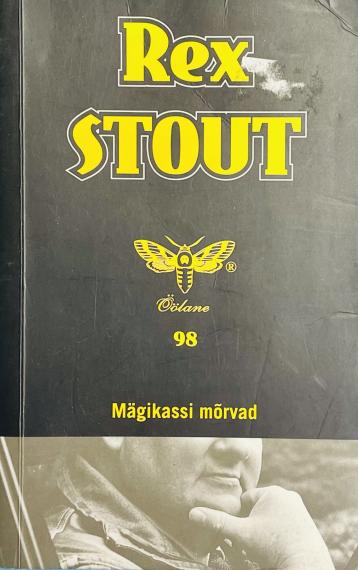 Rex
STOUT
®
Öölane
98
Mägikassi mõrvad